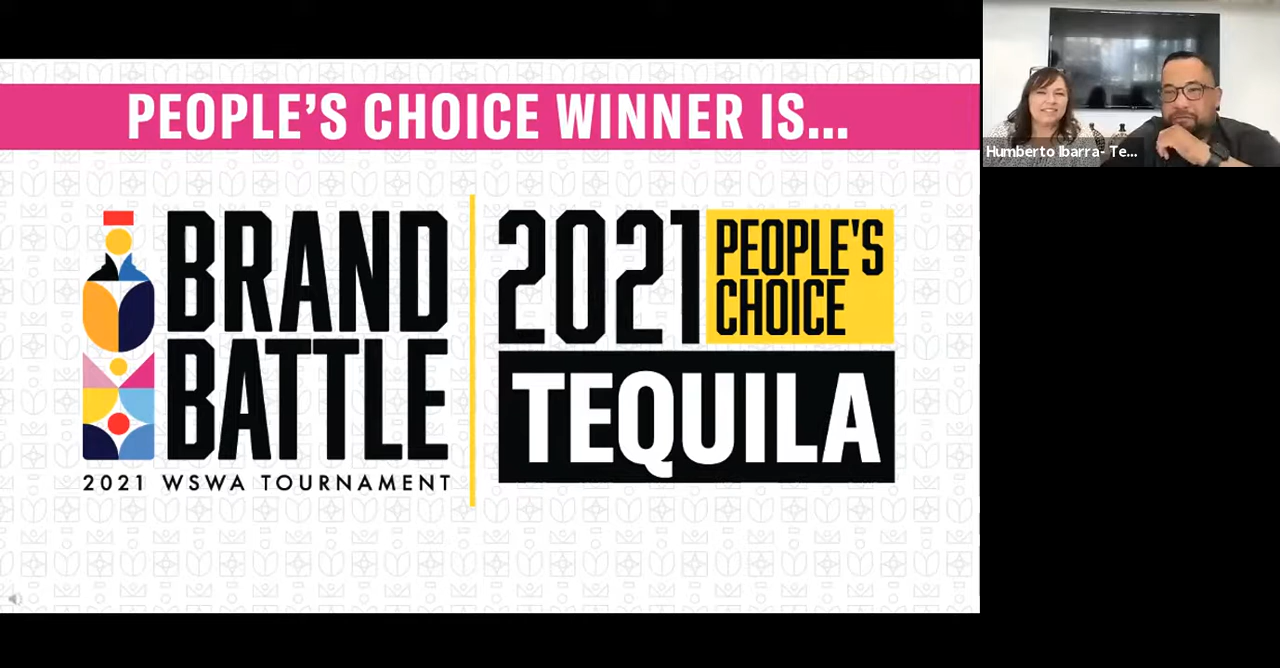 PEOPLE'S CHOICE WINNER IS...
BRAND
BATTLE
2021 WSWA TOURNAMENT
2021
PEOPLE'S
CHOICE
TEQUILA
Humberto Ibarra- Te...